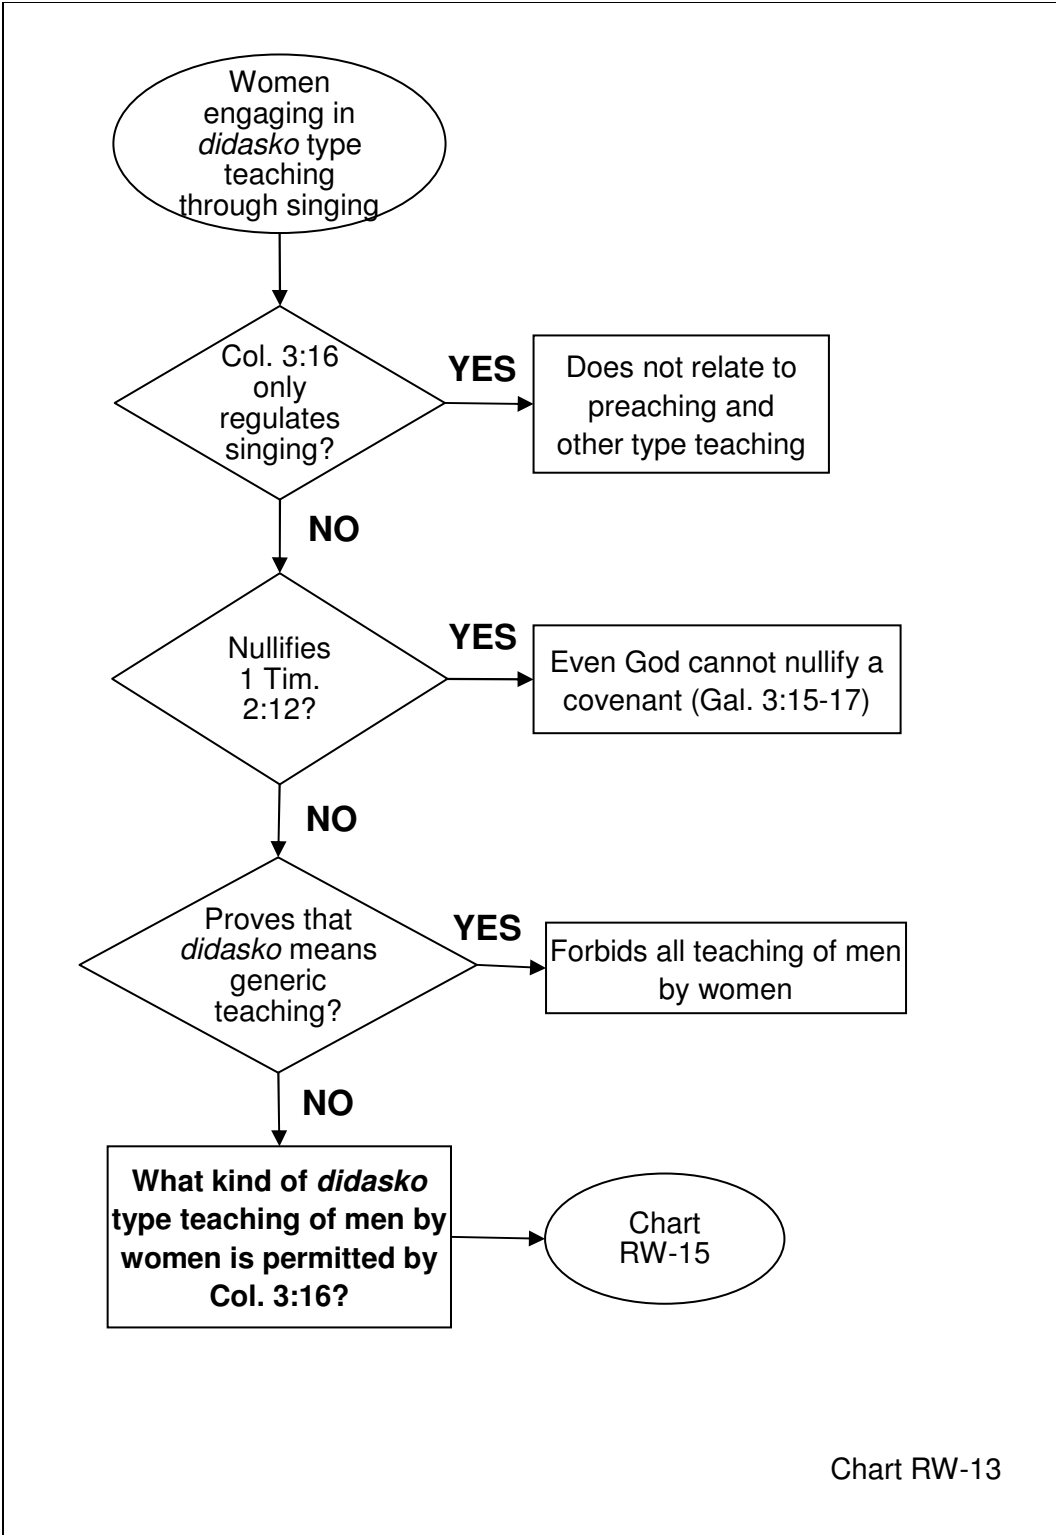 Women
engaging in
didasko type
teaching
through singing
Col. 3:16
only
regulates
singing?
YES
Does not relate to
preaching and
other type teaching
NO
Nullifies
1 Tim.
2:12?
YES
Even God cannot nullify a
covenant (Gal. 3:15-17)
NO
Proves that
didasko means
generic
teaching?
YES
Forbids all teaching of men
by women
NO
What kind of didasko
type teaching of men by
women is permitted by
Col. 3:16?
Chart
RW-15
Chart RW-13